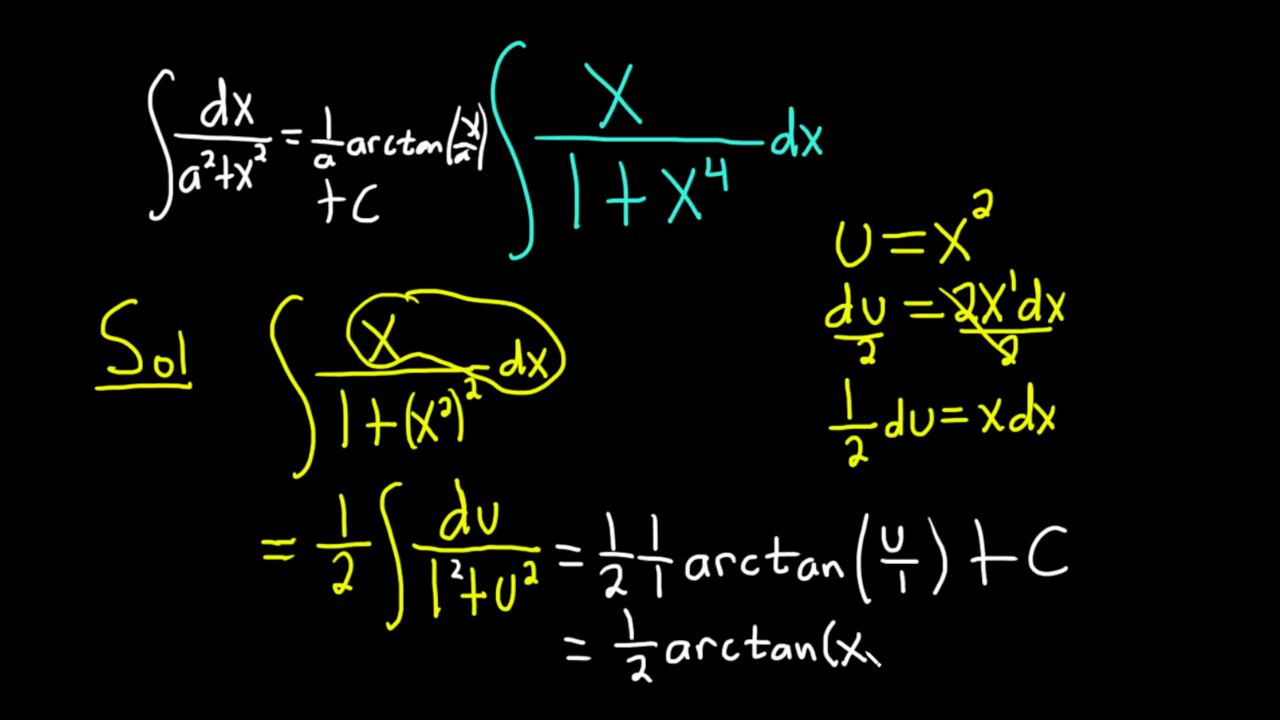 ∫ dx/(a²+x²) = 1/a arctan(x/a) + C
∫ x/(1+x⁴) dx
u = x²
du/2 = 2x¹dx/2
1/2 du = x dx
Sol ∫ x/(1+(x²)²) dx
= 1/2 ∫ du/(1²+u²) = 1/2 1/1 arctan(u/1) + C
= 1/2 arctan(x